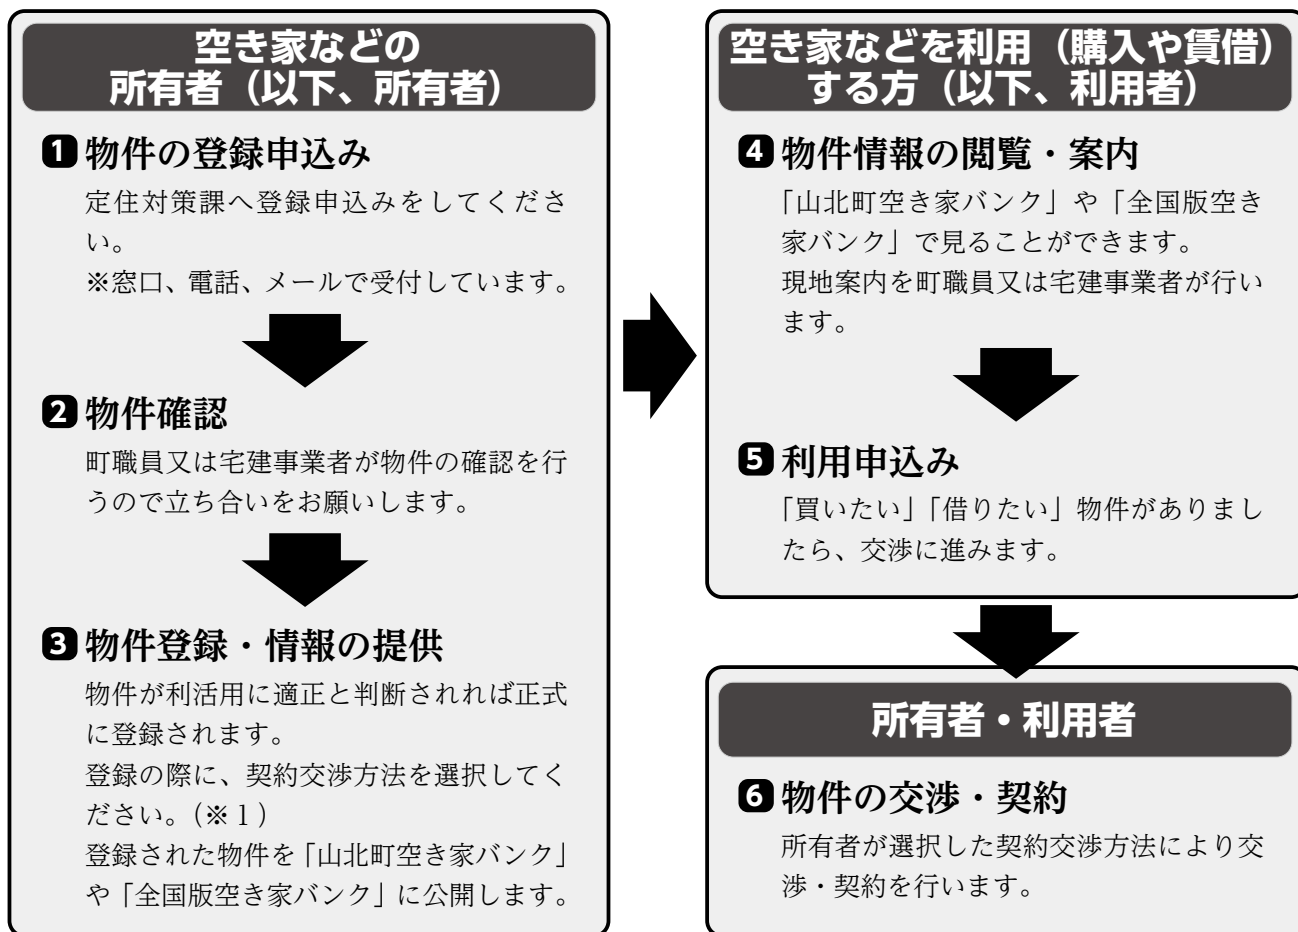 空き家などの
所有者（以下、所有者）
1 物件の登録申込み
定住対策課へ登録申込みをしてくださ
い。
※窓口、電話、メールで受付しています。
2 物件確認
町職員又は宅建事業者が物件の確認を行
うので立ち合いをお願いします。
3 物件登録・情報の提供
物件が利活用に適正と判断されれば正式
に登録されます。
登録の際に、契約交渉方法を選択してく
ださい。(※１)
登録された物件を「山北町空き家バンク」
や「全国版空き家バンク」に公開します。
空き家などを利用（購入や賃借）
する方（以下、利用者）
4 物件情報の閲覧・案内
「山北町空き家バンク」や「全国版空き
家バンク」で見ることができます。
現地案内を町職員又は宅建事業者が行い
ます。
5 利用申込み
「買いたい」「借りたい」物件がありまし
たら、交渉に進みます。
所有者・利用者
6 物件の交渉・契約
所有者が選択した契約交渉方法により交
渉・契約を行います。